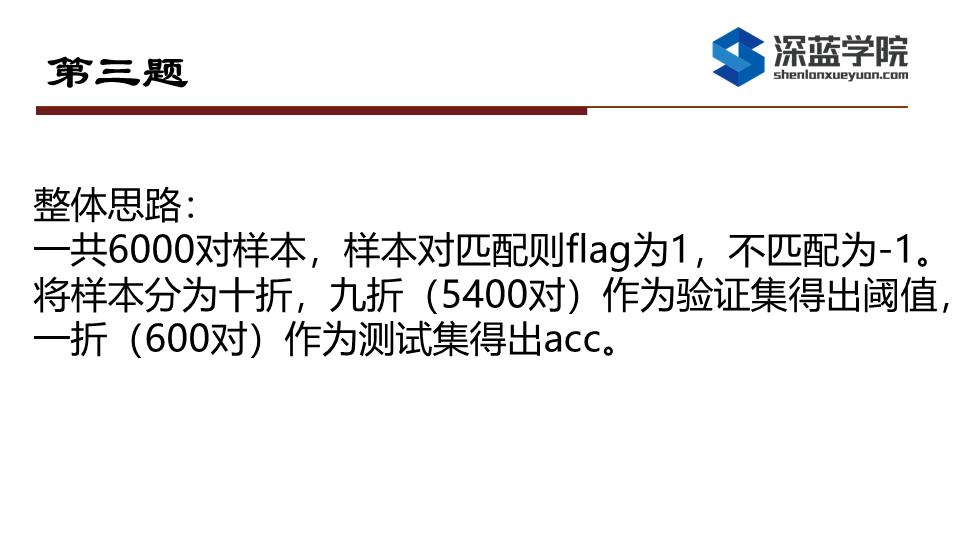 第三题
深蓝学院
shenlanxueyuan.com
整体思路：
一共6000对样本，样本对匹配则flag为1，不匹配为-1。
将样本分为十折，九折（5400对）作为验证集得出阈值，
一折（600对）作为测试集得出acc。